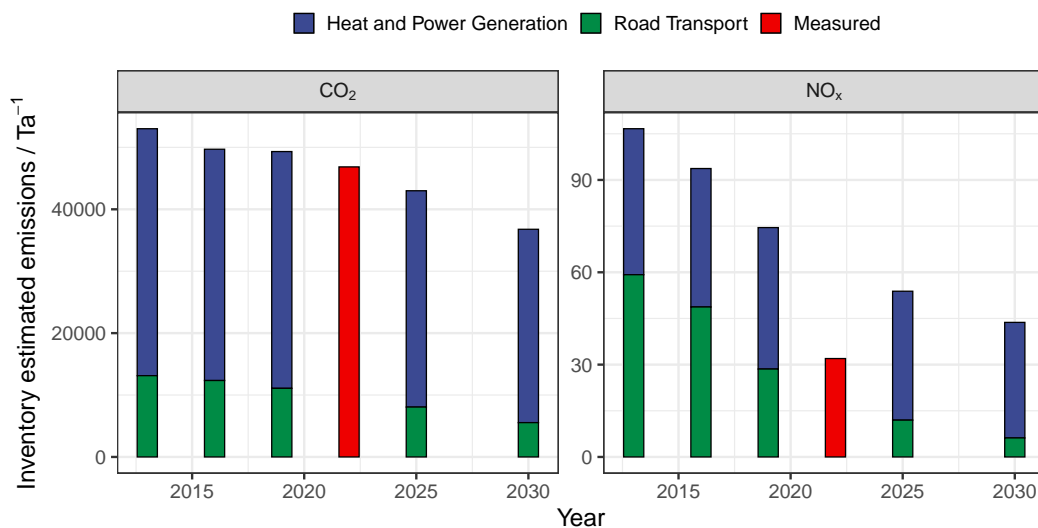 Heat and Power Generation Road Transport Measured
CO₂ NOₓ
Inventory estimated emissions / Ta⁻¹
40000
20000
0
90
60
30
0
2015 2020 2025 2030
2015 2020 2025 2030
Year